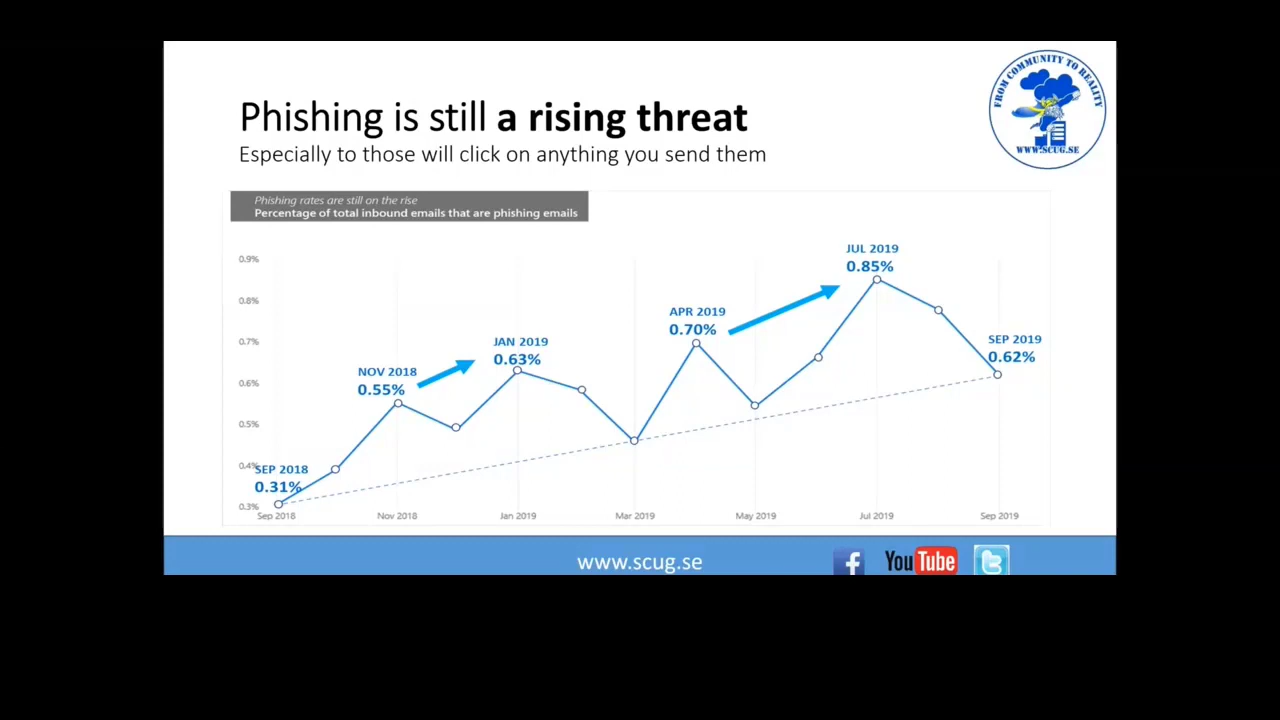 Phishing is still a rising threat
Especially to those will click on anything you send them
FROM COMMUNITY TO REALITY
WWW.SCUG.SE
Phishing rates are still on the rise
Percentage of total inbound emails that are phishing emails
0.9%
0.8%
0.7%
0.6%
0.5%
0.4%
0.3%
SEP 2018
0.31%
NOV 2018
0.55%
JAN 2019
0.63%
APR 2019
0.70%
JUL 2019
0.85%
SEP 2019
0.62%
Sep 2018
Nov 2018
Jan 2019
Mar 2019
May 2019
Jul 2019
Sep 2019
www.scug.se
f
YouTube
t